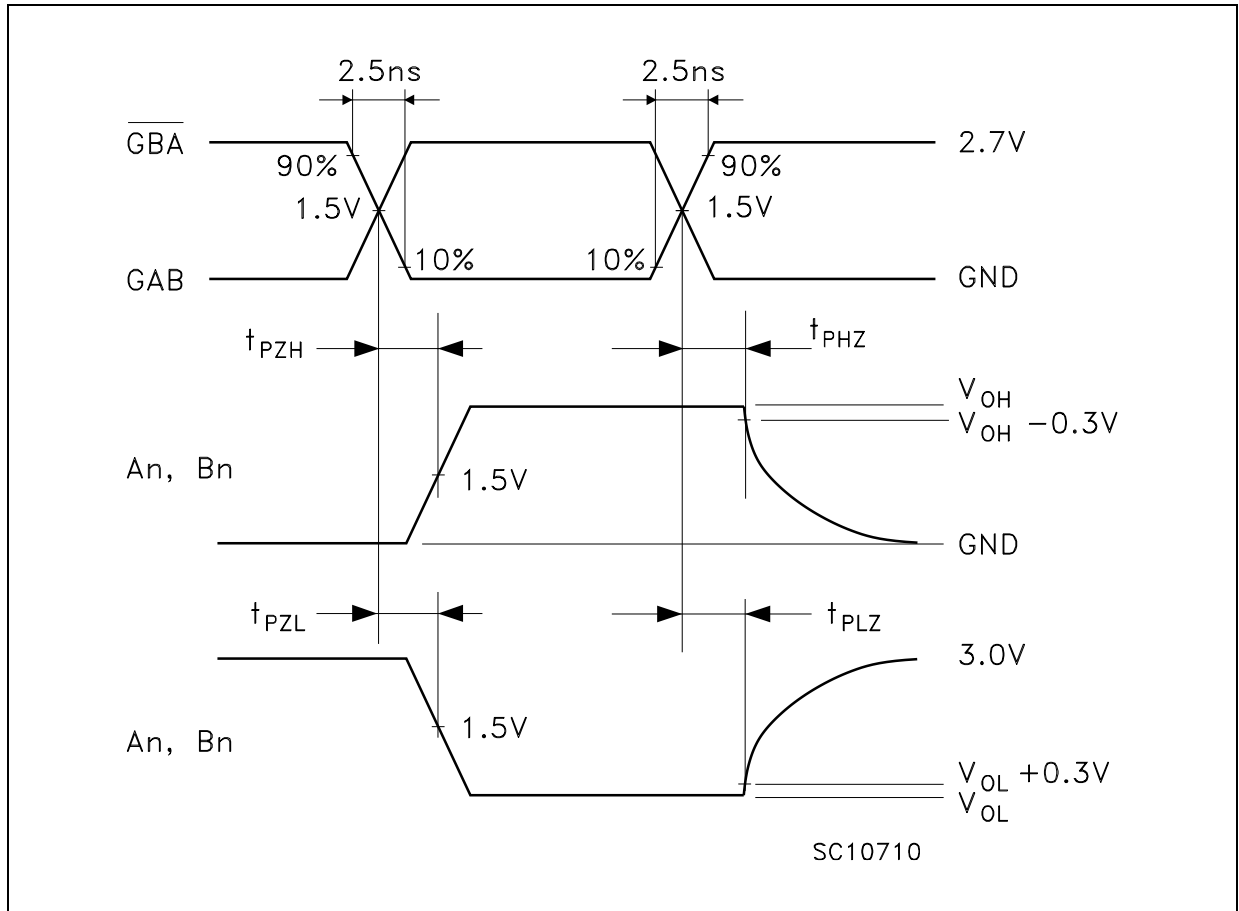 2.5ns 2.5ns
GBA 2.7V
90% 90%
1.5V 1.5V
10% 10%
GAB GND
tPZH tPHZ
VOH
VOH -0.3V
An, Bn 1.5V
GND
tPZL tPLZ
3.0V
An, Bn 1.5V
VOL +0.3V
VOL
SC10710